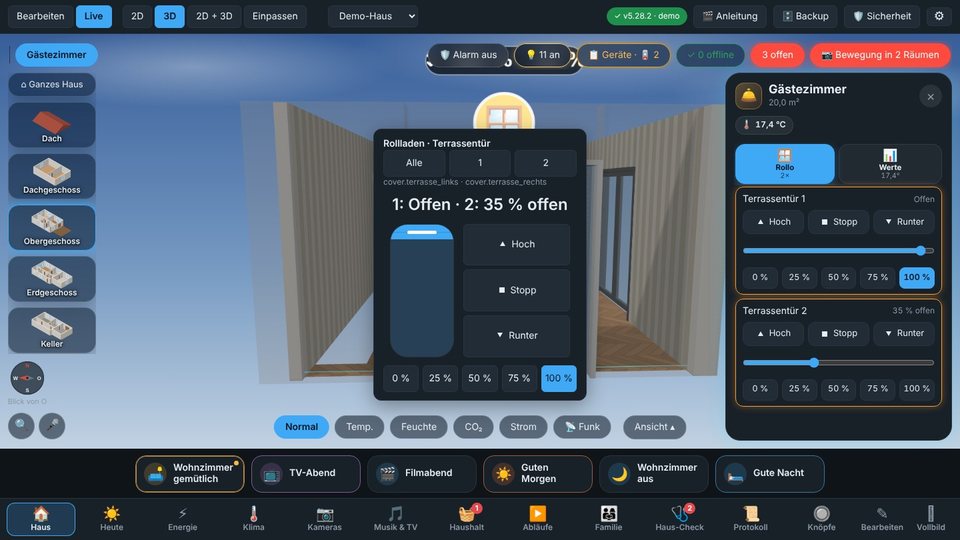 Bearbeiten Live 2D 3D 2D + 3D Einpassen Demo-Haus ✓ v5.28.2 · demo Anleitung Backup Sicherheit
Gästezimmer Alarm aus 11 an Geräte · 2 ✓ 0 offline 3 offen Bewegung in 2 Räumen
⌂ Ganzes Haus
Dach
Dachgeschoss
Obergeschoss
Erdgeschoss
Keller
N
W O
S
Blick von O
Rollladen · Terrassentür
Alle 1 2
cover.terrasse_links · cover.terrasse_rechts
1: Offen · 2: 35 % offen
▲ Hoch
■ Stopp
▼ Runter
0 % 25 % 50 % 75 % 100 %
Gästezimmer
20,0 m²
17,4 °C
Rollo
2×
Werte
17,4°
Terrassentür 1 Offen
▲ Hoch ■ Stopp ▼ Runter
0 % 25 % 50 % 75 % 100 %
Terrassentür 2 35 % offen
▲ Hoch ■ Stopp ▼ Runter
0 % 25 % 50 % 75 % 100 %
Normal Temp. Feuchte CO₂ Strom Funk Ansicht ▴
Wohnzimmer
gemütlich
TV-Abend
Filmabend
Guten
Morgen
Wohnzimmer
aus
Gute Nacht
1 2
Haus Heute Energie Klima Kameras Musik & TV Haushalt Abläufe Familie Haus-Check Protokoll Knöpfe Bearbeiten Vollbild